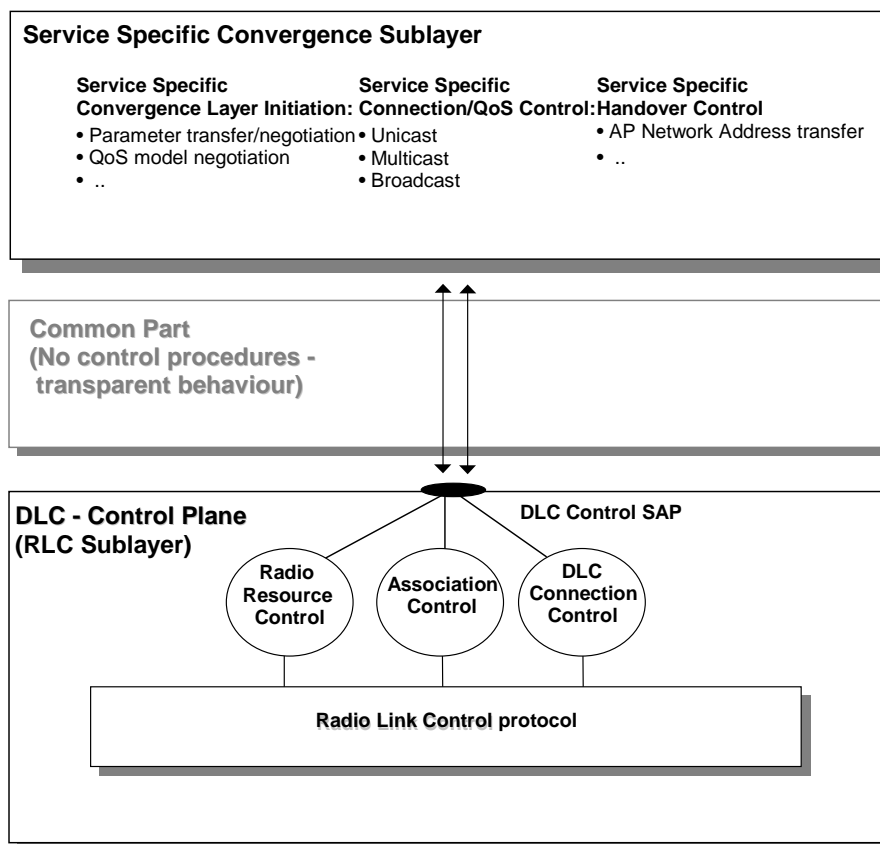 Service Specific Convergence Sublayer
Service Specific
Convergence Layer Initiation:
• Parameter transfer/negotiation
• QoS model negotiation
• ..
Service Specific
Connection/QoS Control:
• Unicast
• Multicast
• Broadcast
Service Specific
Handover Control
• AP Network Address transfer
• ..
Common Part
(No control procedures -
transparent behaviour)
DLC - Control Plane
(RLC Sublayer)
DLC Control SAP
Radio
Resource
Control
Association
Control
DLC
Connection
Control
Radio Link Control protocol